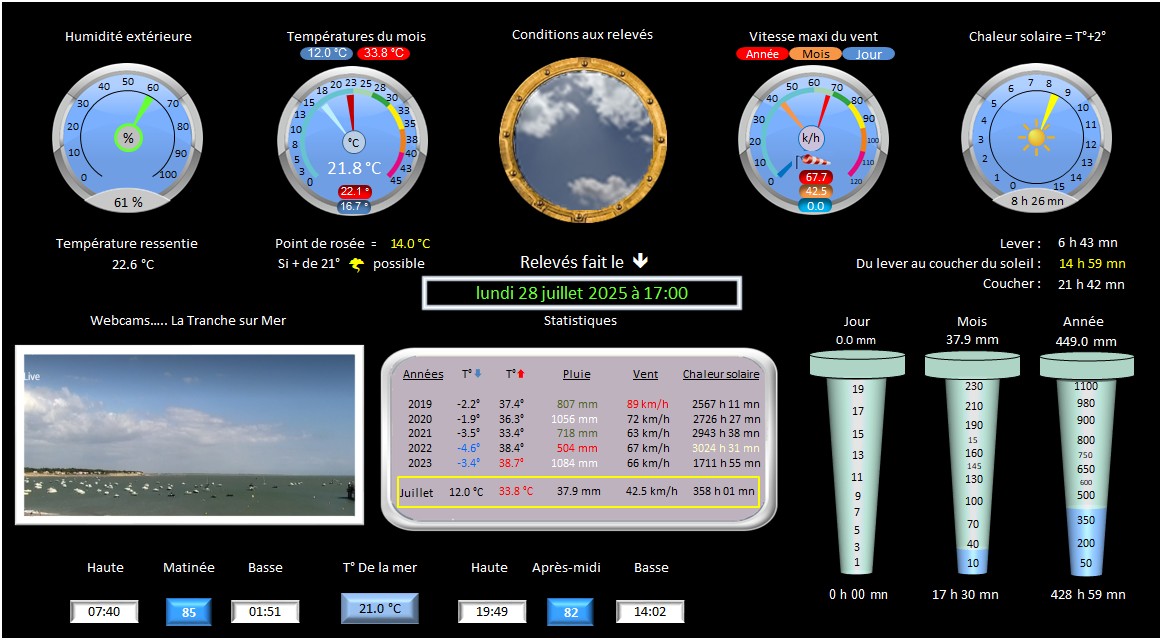 Humidité extérieure
Températures du mois
12.0 °C 33.8 °C
Conditions aux relevés
Vitesse maxi du vent
Année Mois Jour
Chaleur solaire = T°+2°
0 10 20 30 40 50 60 70 80 90 100
%
61 %
0 3 5 8 10 13 15 18 20 23 25 28 30 33 35 38 40 43 45
°C
21.8 °C
22.1 °
16.7 °
0 10 20 30 40 50 60 70 80 90 100 110 120
k/h
67.7
42.5
0.0
0 1 2 3 4 5 6 7 8 9 10 11 12 13 14 15
8 h 26 mn
Température ressentie
22.6 °C
Point de rosée = 14.0 °C
Si + de 21° possible
Relevés fait le
lundi 28 juillet 2025 à 17:00
Lever : 6 h 43 mn
Du lever au coucher du soleil : 14 h 59 mn
Coucher : 21 h 42 mn
Webcams..... La Tranche sur Mer
Live
Statistiques
Années T° T° Pluie Vent Chaleur solaire
2019 -2.2° 37.4° 807 mm 89 km/h 2567 h 11 mn
2020 -1.9° 36.3° 1056 mm 72 km/h 2726 h 27 mn
2021 -3.5° 33.4° 718 mm 63 km/h 2943 h 38 mn
2022 -4.6° 38.4° 504 mm 67 km/h 3024 h 31 mn
2023 -3.4° 38.7° 1084 mm 66 km/h 1711 h 55 mn
Juillet 12.0 °C 33.8 °C 37.9 mm 42.5 km/h 358 h 01 mn
Jour
0.0 mm
19
17
15
13
11
9
7
5
3
1
0 h 00 mn
Mois
37.9 mm
230
210
190
15
160
145
130
100
70
40
10
17 h 30 mn
Année
449.0 mm
1100
980
900
800
750
650
600
500
350
200
50
428 h 59 mn
Haute Matinée Basse T° De la mer Haute Après-midi Basse
07:40 85 01:51 21.0 °C 19:49 82 14:02